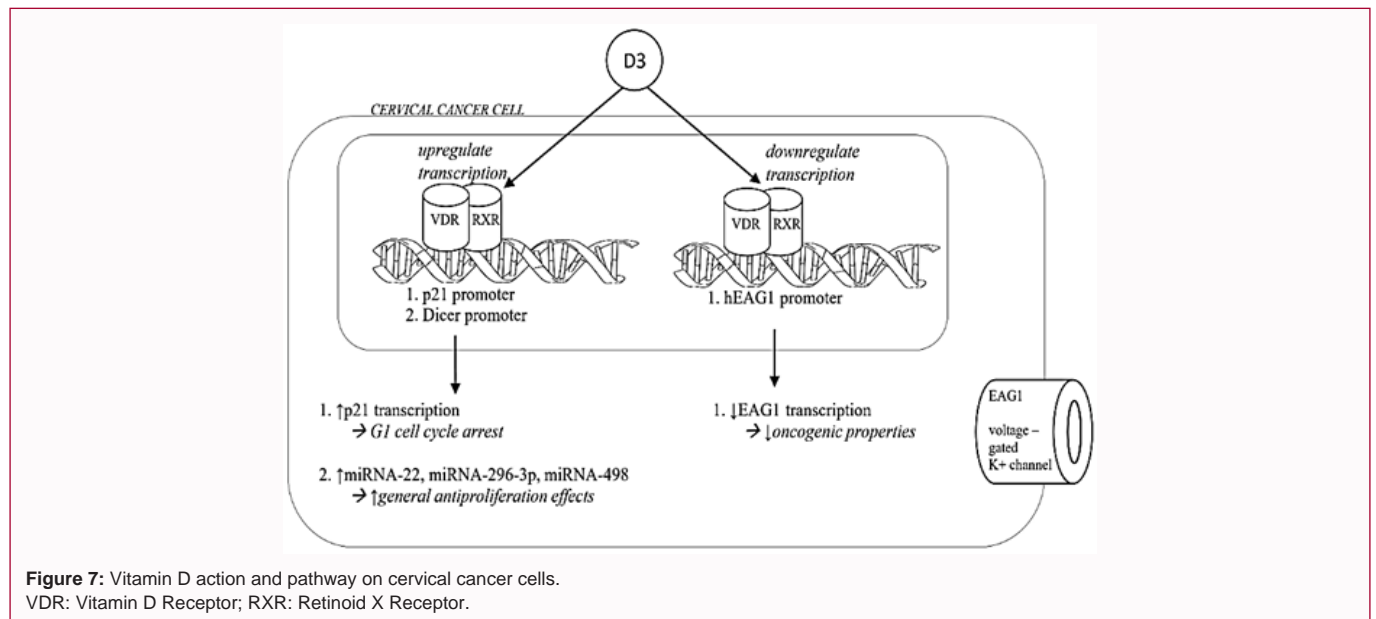 D3
CERVICAL CANCER CELL
upregulate
transcription
VDR RXR
1. p21 promoter
2. Dicer promoter
downregulate
transcription
VDR RXR
1. hEAG1 promoter
1. ↑p21 transcription
→ G1 cell cycle arrest
2. ↑miRNA-22, miRNA-296-3p, miRNA-498
→ ↑general antiproliferation effects
1. ↓EAG1 transcription
→ ↓oncogenic properties
EAG1
voltage –
gated
K+ channel
Figure 7: Vitamin D action and pathway on cervical cancer cells.
VDR: Vitamin D Receptor; RXR: Retinoid X Receptor.